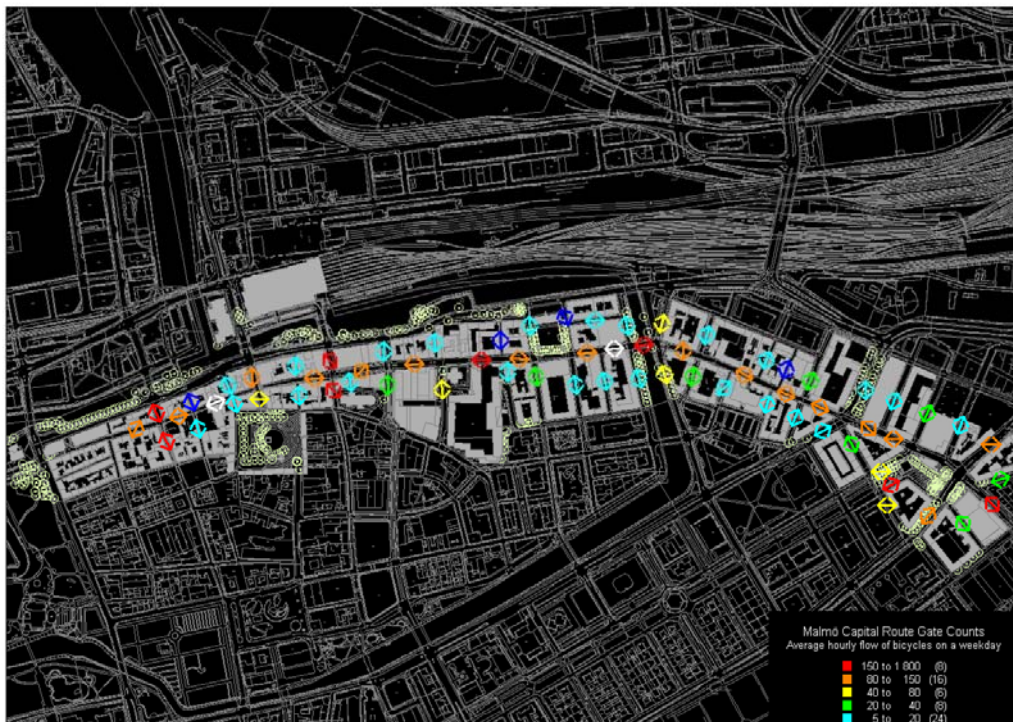 Malmö Capital Route Gate Counts
Average hourly flow of bicycles on a weekday
150 to 1 800 (8)
80 to 150 (16)
40 to 80 (6)
20 to 40 (8)
5 to 20 (24)